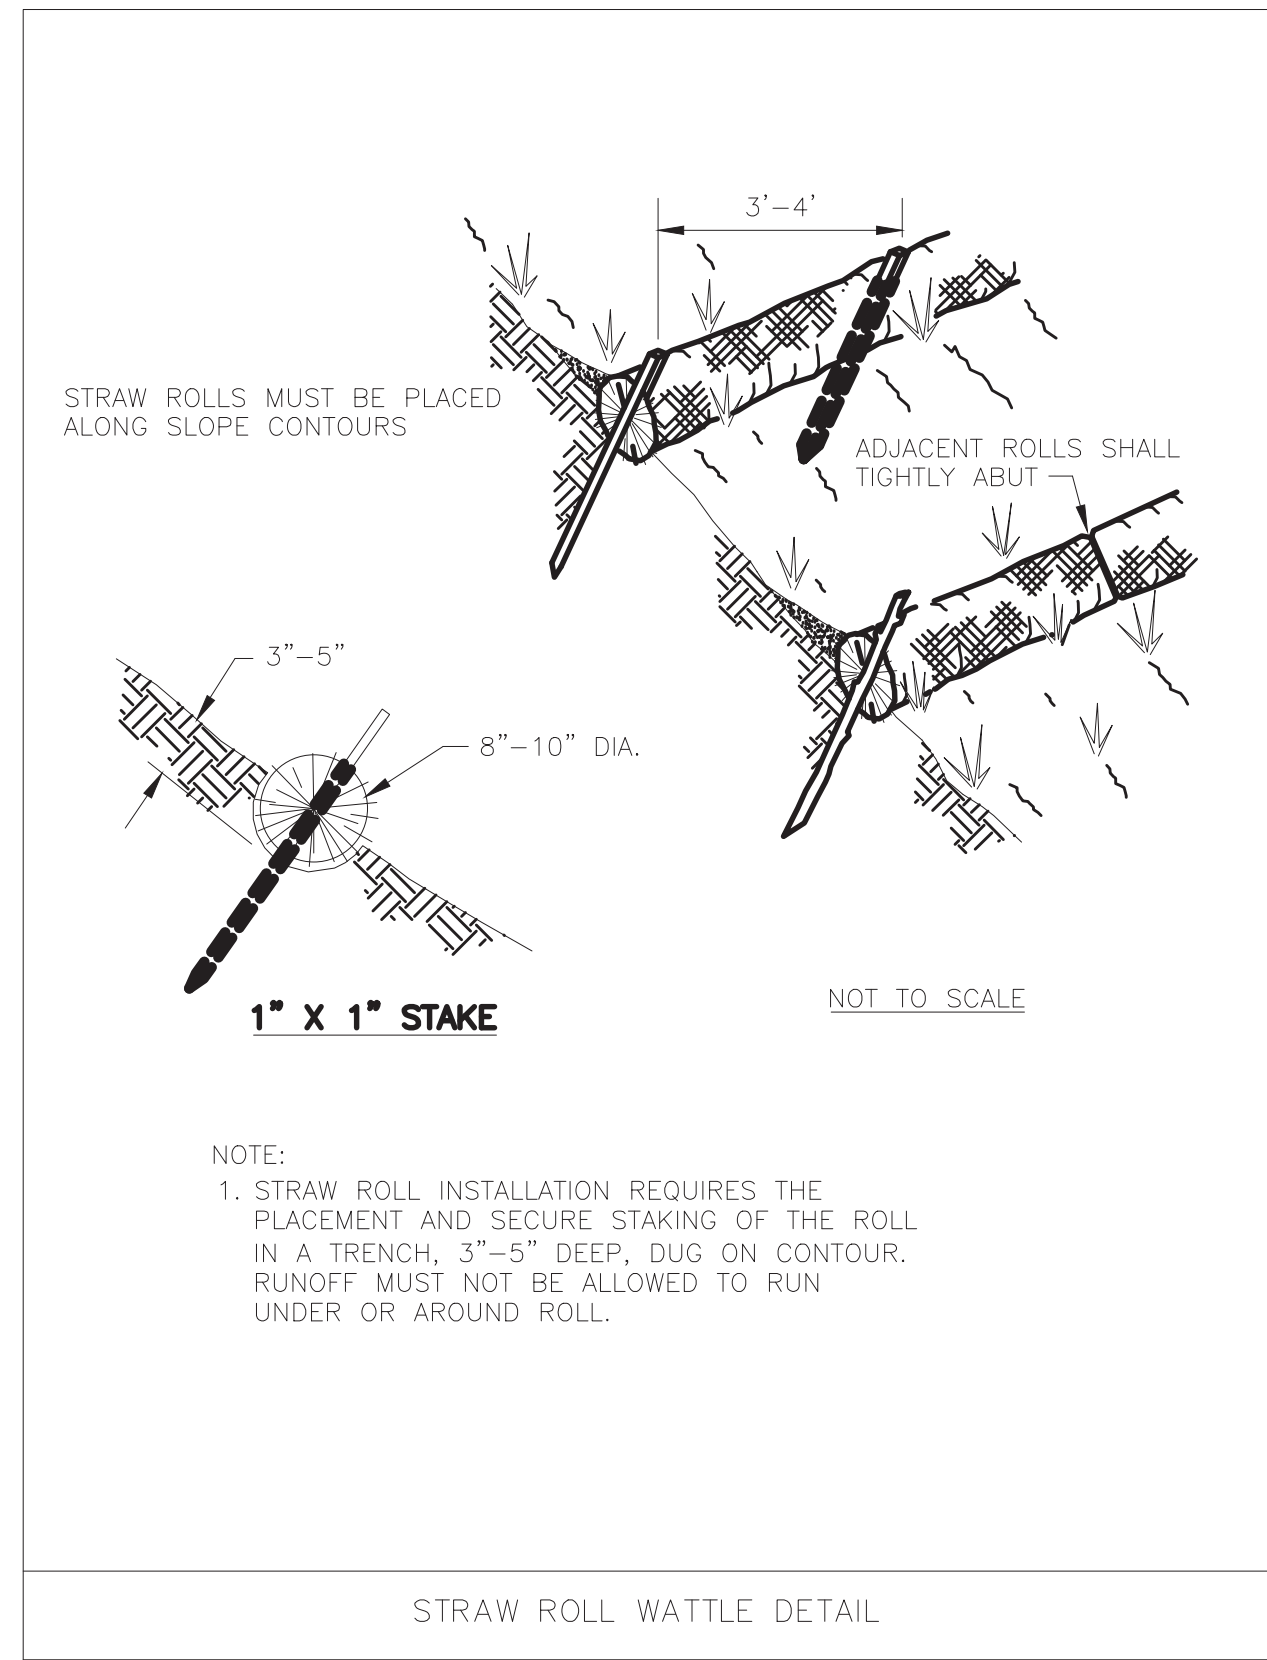 3'-4'
STRAW ROLLS MUST BE PLACED
ALONG SLOPE CONTOURS
ADJACENT ROLLS SHALL
TIGHTLY ABUT
3"-5"
8"-10" DIA.
1" X 1" STAKE
NOT TO SCALE
NOTE:
1. STRAW ROLL INSTALLATION REQUIRES THE
PLACEMENT AND SECURE STAKING OF THE ROLL
IN A TRENCH, 3"-5" DEEP, DUG ON CONTOUR.
RUNOFF MUST NOT BE ALLOWED TO RUN
UNDER OR AROUND ROLL.
STRAW ROLL WATTLE DETAIL